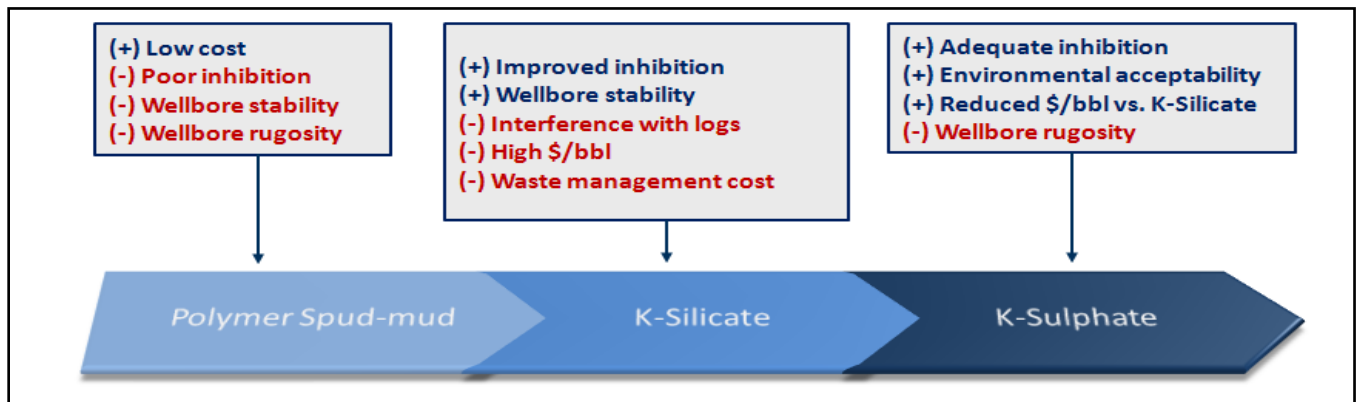 (+) Low cost
(-) Poor inhibition
(-) Wellbore stability
(-) Wellbore rugosity
(+) Improved inhibition
(+) Wellbore stability
(-) Interference with logs
(-) High $/bbl
(-) Waste management cost
(+) Adequate inhibition
(+) Environmental acceptability
(+) Reduced $/bbl vs. K-Silicate
(-) Wellbore rugosity
Polymer Spud-mud
K-Silicate
K-Sulphate